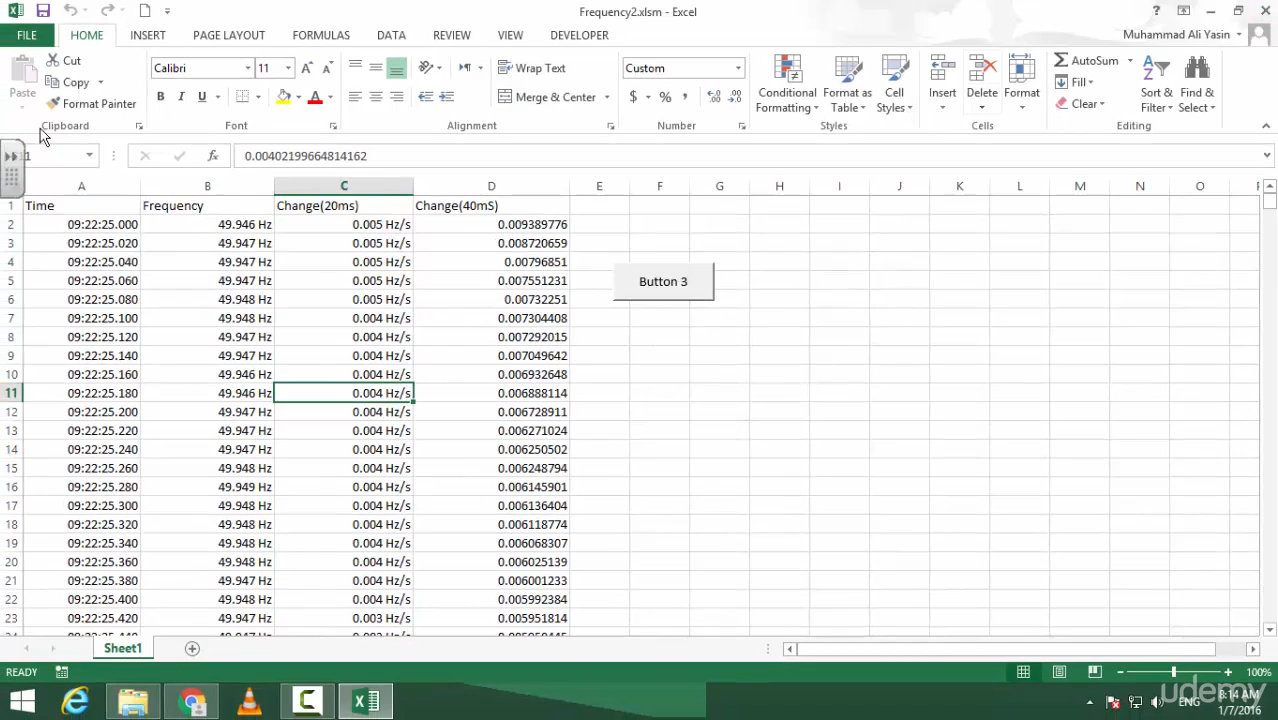 Frequency2.xlsm - Excel
FILE HOME INSERT PAGE LAYOUT FORMULAS DATA REVIEW VIEW DEVELOPER Muhammad Ali Yasin
Paste Cut Copy Format Painter Clipboard
Calibri 11 B I U A Font
Wrap Text Merge & Center Alignment
Custom $ % , Number
Conditional Formatting Format as Table Cell Styles Styles
Insert Delete Format Cells
AutoSum Fill Clear Sort & Filter Find & Select Editing
fx 0.00402199664814162
A B C D E F G H I J K L M N O
1 Time Frequency Change(20ms) Change(40mS)
2 09:22:25.000 49.946 Hz 0.005 Hz/s 0.009389776
3 09:22:25.020 49.947 Hz 0.005 Hz/s 0.008720659
4 09:22:25.040 49.947 Hz 0.005 Hz/s 0.00796851
5 09:22:25.060 49.947 Hz 0.005 Hz/s 0.007551231
Button 3
6 09:22:25.080 49.948 Hz 0.005 Hz/s 0.00732251
7 09:22:25.100 49.948 Hz 0.004 Hz/s 0.007304408
8 09:22:25.120 49.947 Hz 0.004 Hz/s 0.007292015
9 09:22:25.140 49.947 Hz 0.004 Hz/s 0.007049642
10 09:22:25.160 49.946 Hz 0.004 Hz/s 0.006932648
11 09:22:25.180 49.946 Hz 0.004 Hz/s 0.006888114
12 09:22:25.200 49.947 Hz 0.004 Hz/s 0.006728911
13 09:22:25.220 49.947 Hz 0.004 Hz/s 0.006271024
14 09:22:25.240 49.947 Hz 0.004 Hz/s 0.006250502
15 09:22:25.260 49.948 Hz 0.004 Hz/s 0.006248794
16 09:22:25.280 49.949 Hz 0.004 Hz/s 0.006145901
17 09:22:25.300 49.948 Hz 0.004 Hz/s 0.006136404
18 09:22:25.320 49.948 Hz 0.004 Hz/s 0.006118774
19 09:22:25.340 49.948 Hz 0.004 Hz/s 0.006068307
20 09:22:25.360 49.948 Hz 0.004 Hz/s 0.006025139
21 09:22:25.380 49.947 Hz 0.004 Hz/s 0.006001233
22 09:22:25.400 49.948 Hz 0.004 Hz/s 0.005992384
23 09:22:25.420 49.947 Hz 0.003 Hz/s 0.005951814
Sheet1
READY 100%
ENG 8:14 AM
1/7/2016
udemy